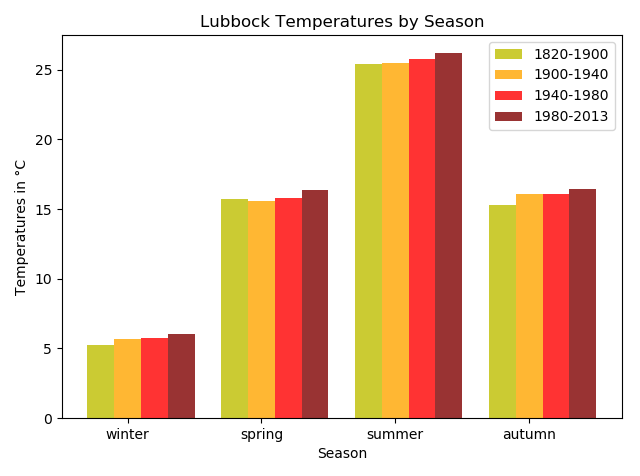 Lubbock Temperatures by Season
1820-1900
1900-1940
1940-1980
1980-2013
Temperatures in °C
25
20
15
10
5
0
winter spring summer autumn
Season